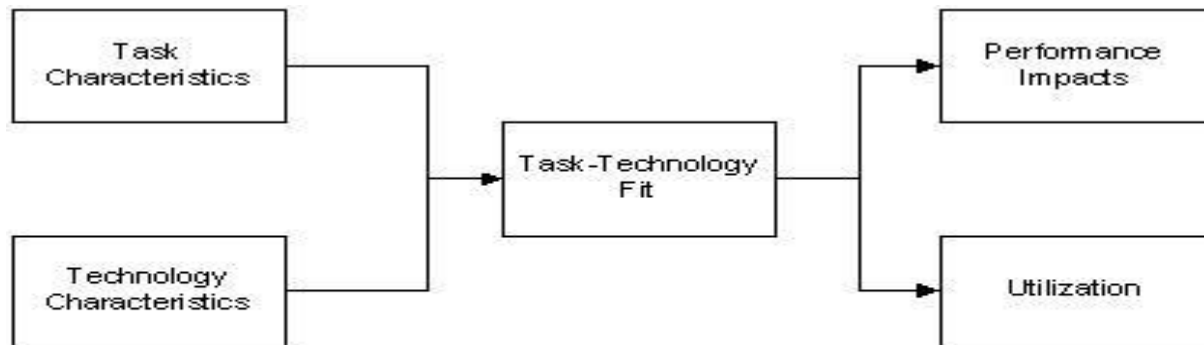 Task
Characteristics
Performance
Impacts
Task-Technology
Fit
Technology
Characteristics
Utilization